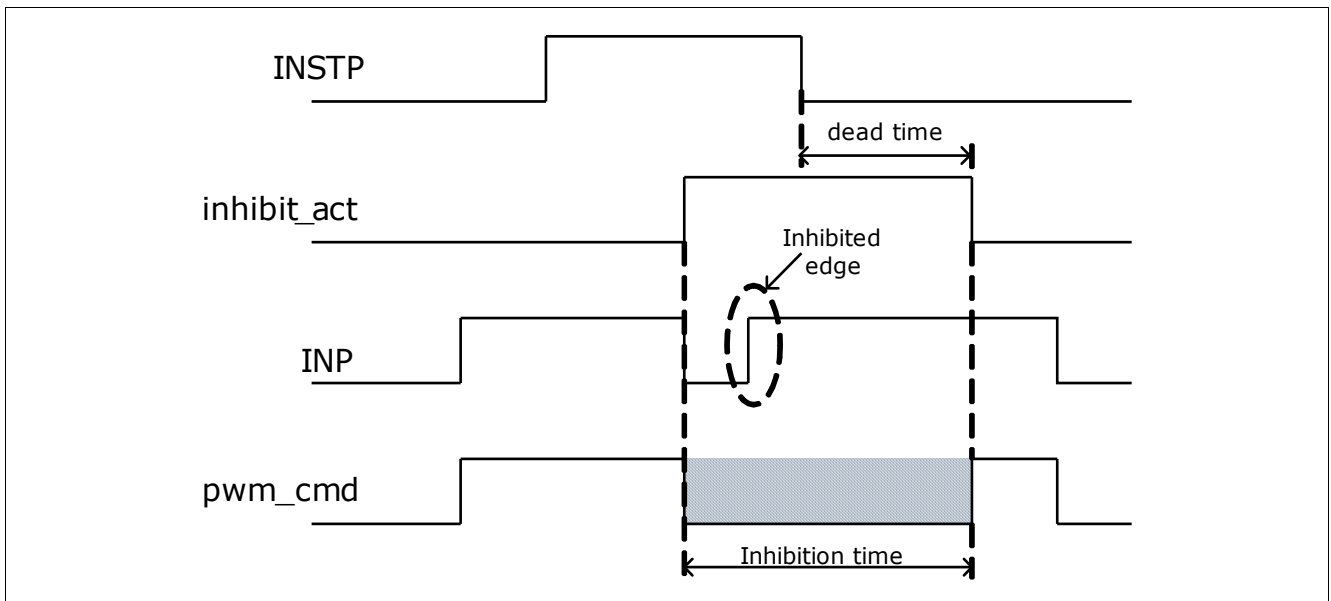 INSTP
dead time
inhibit_act
Inhibited
edge
INP
pwm_cmd
Inhibition time